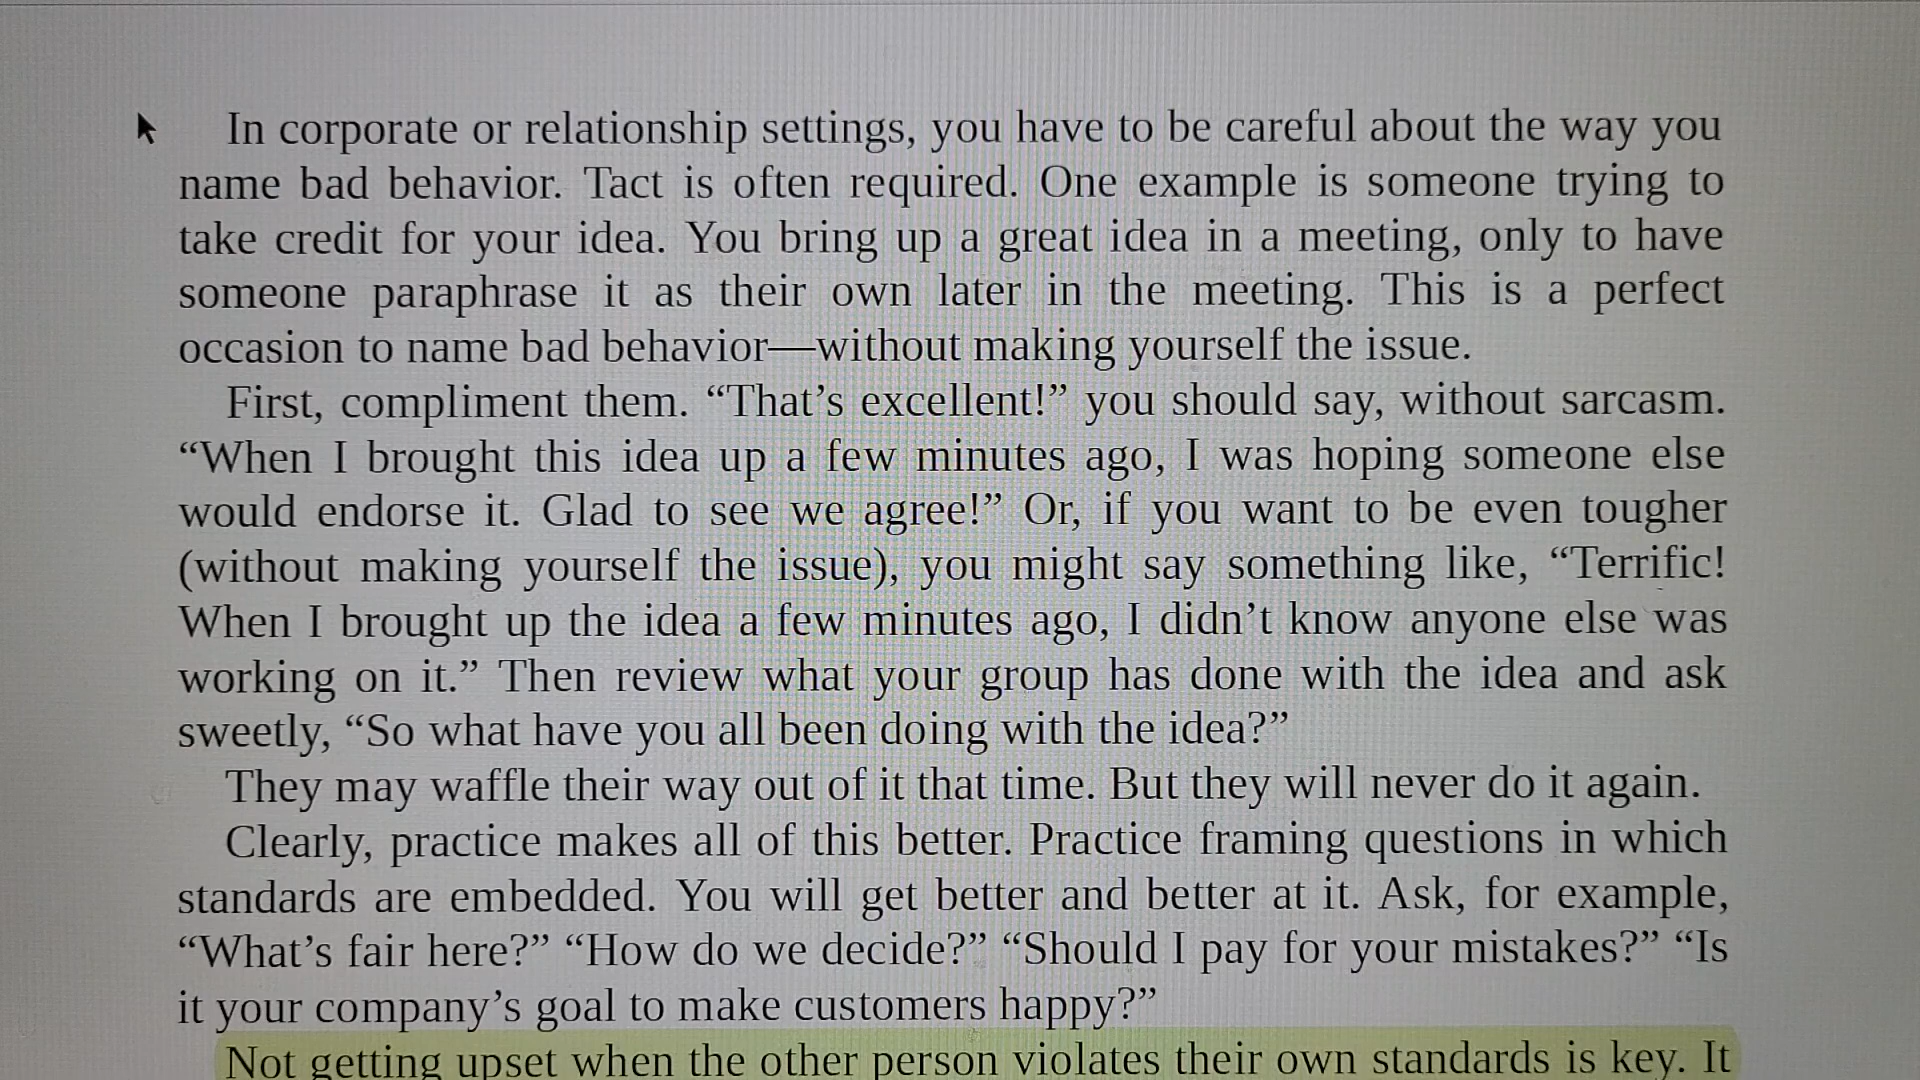 In corporate or relationship settings, you have to be careful about the way you
name bad behavior. Tact is often required. One example is someone trying to
take credit for your idea. You bring up a great idea in a meeting, only to have
someone paraphrase it as their own later in the meeting. This is a perfect
occasion to name bad behavior—without making yourself the issue.
First, compliment them. “That’s excellent!” you should say, without sarcasm.
“When I brought this idea up a few minutes ago, I was hoping someone else
would endorse it. Glad to see we agree!” Or, if you want to be even tougher
(without making yourself the issue), you might say something like, “Terrific!
When I brought up the idea a few minutes ago, I didn’t know anyone else was
working on it.” Then review what your group has done with the idea and ask
sweetly, “So what have you all been doing with the idea?”
They may waffle their way out of it that time. But they will never do it again.
Clearly, practice makes all of this better. Practice framing questions in which
standards are embedded. You will get better and better at it. Ask, for example,
“What’s fair here?” “How do we decide?” “Should I pay for your mistakes?” “Is
it your company’s goal to make customers happy?”
Not getting upset when the other person violates their own standards is key. It